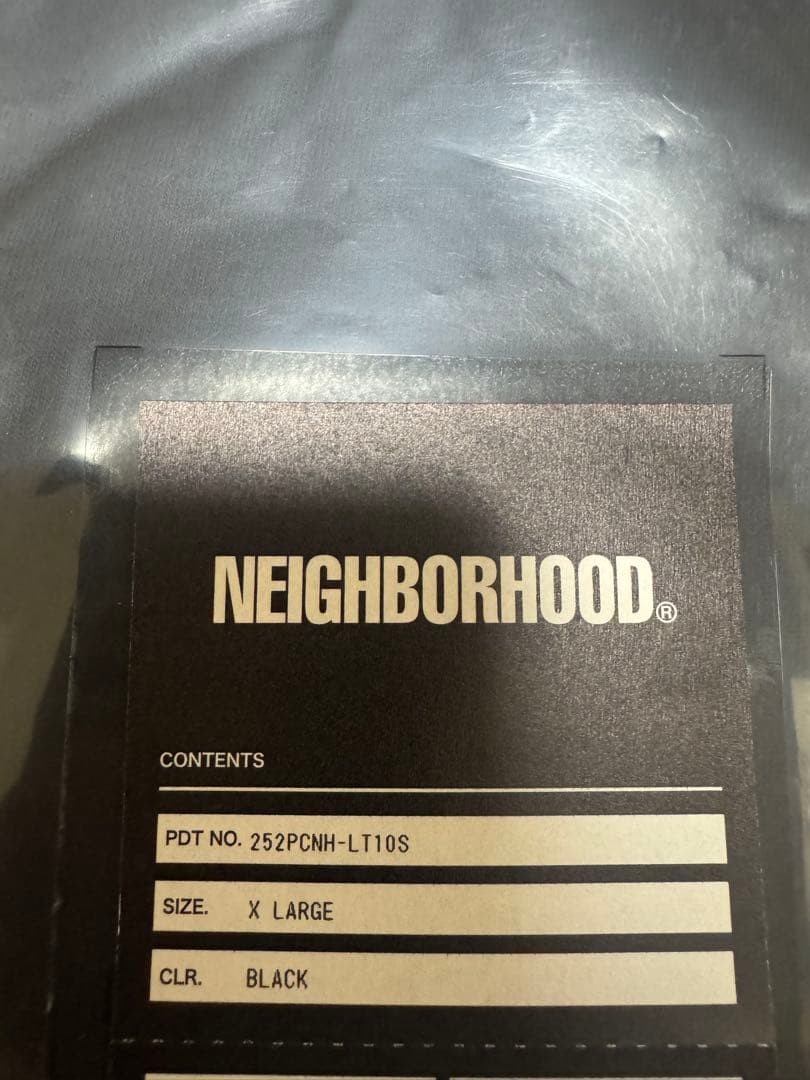 NEIGHBORHOOD®
CONTENTS
PDT NO. 252PCNH-LT10S
SIZE. X LARGE
CLR. BLACK